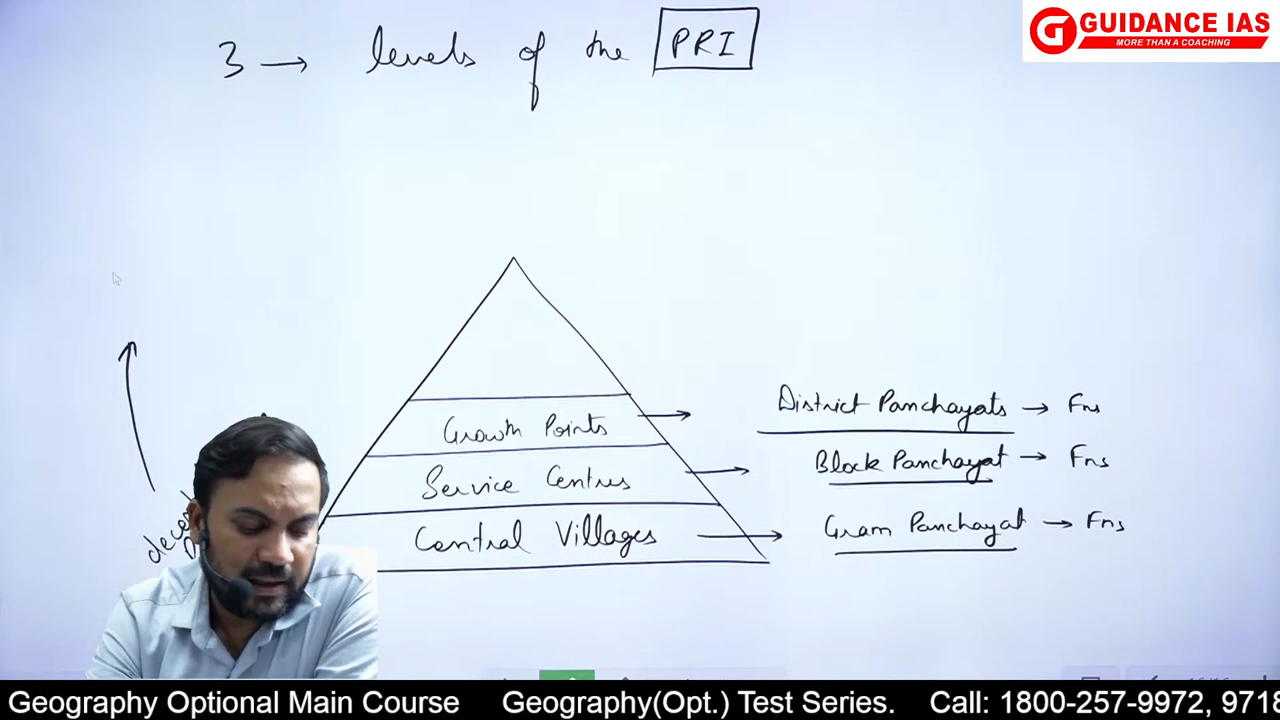 3 → levels of the PRI
GUIDANCE IAS
MORE THAN A COACHING
Growth Points → District Panchayats → Fns
Service Centres → Block Panchayat → Fns
Central Villages → Gram Panchayat → Fns
Geography Optional Main Course Geography(Opt.) Test Series. Call: 1800-257-9972, 9718